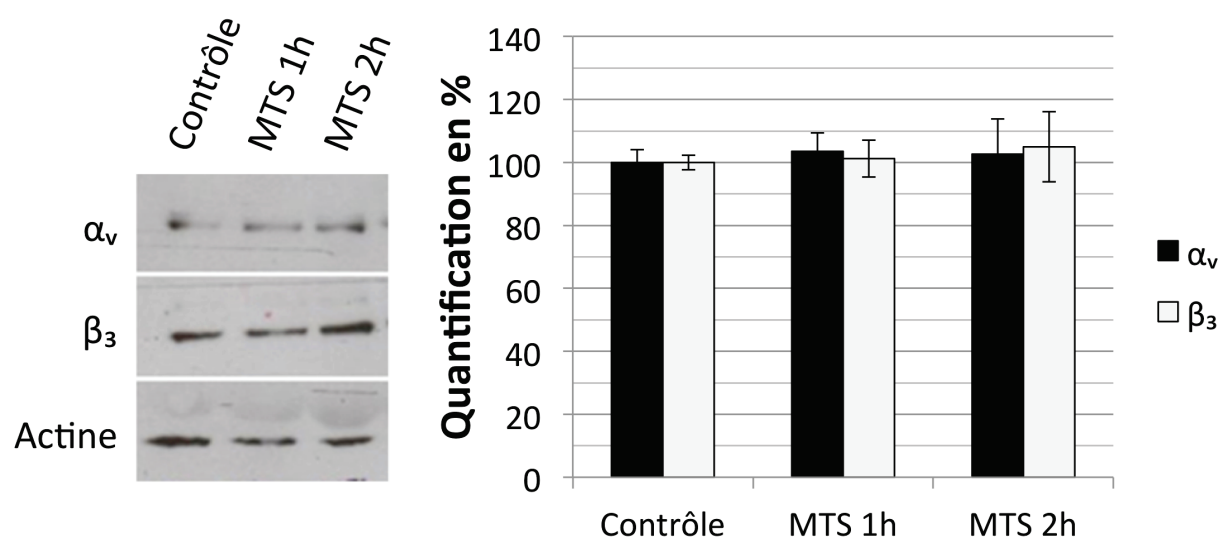 Contrôle
MTS 1h
MTS 2h
αᵥ
β₃
Actine
Quantification en %
140
120
100
80
60
40
20
0
Contrôle
MTS 1h
MTS 2h
αᵥ
β₃